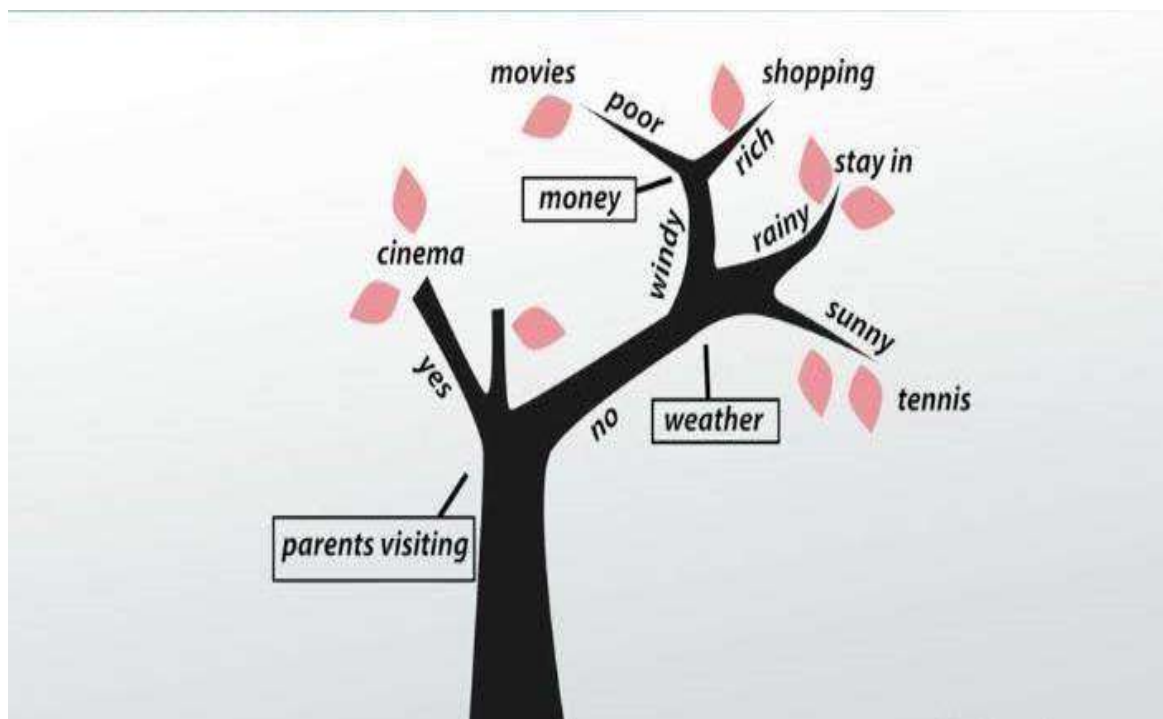 movies
poor
shopping
rich
stay in
money
rainy
windy
cinema
sunny
yes
no
weather
tennis
parents visiting